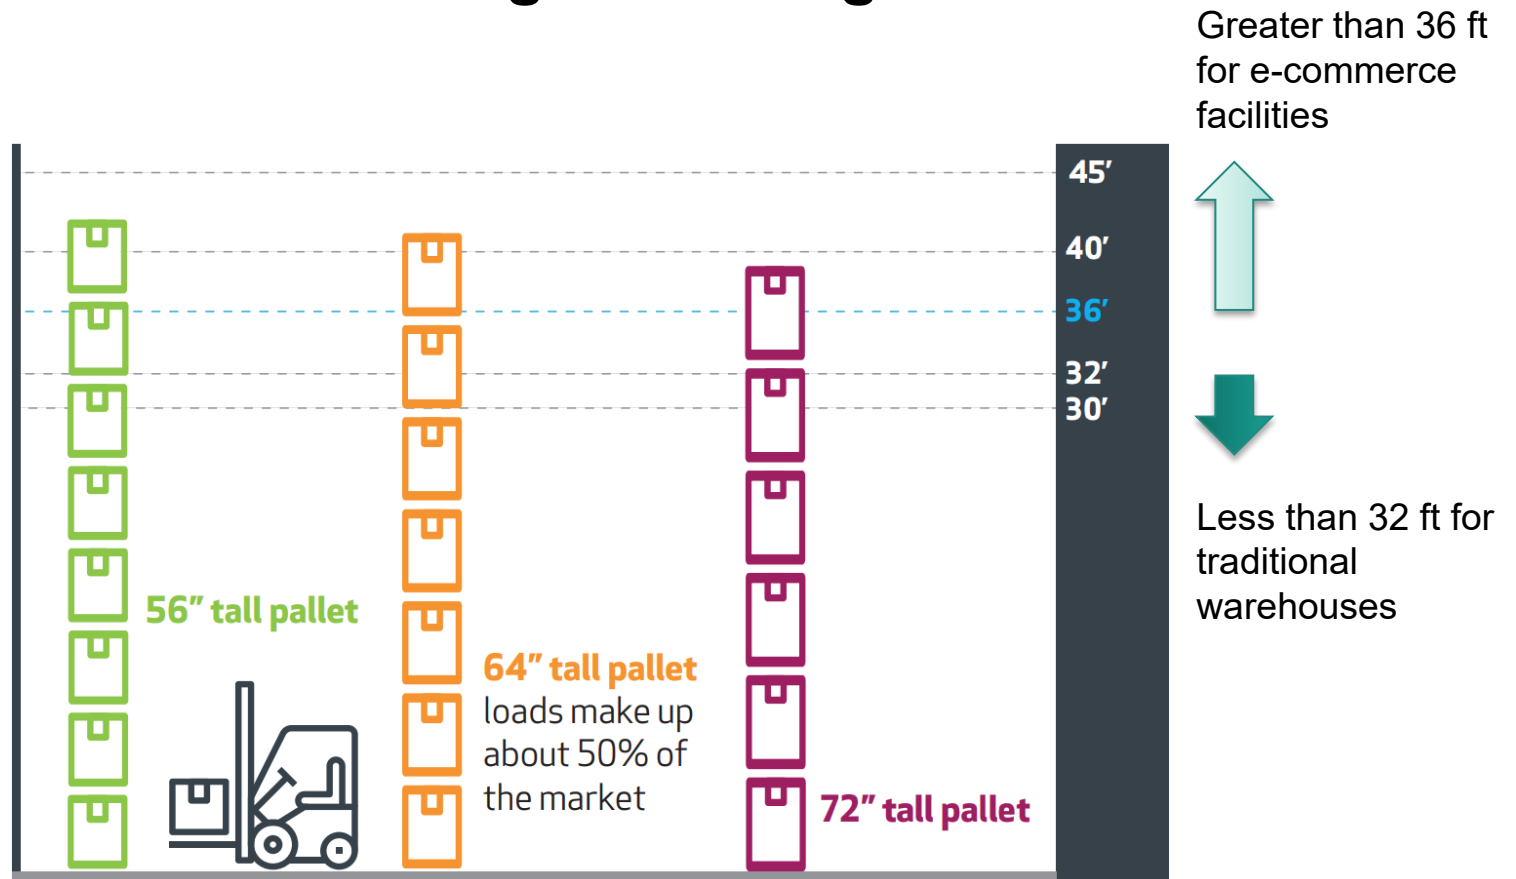 Greater than 36 ft
for e-commerce
facilities
45′
40′
36′
32′
30′
Less than 32 ft for
traditional
warehouses
56″ tall pallet
64″ tall pallet
loads make up
about 50% of
the market
72″ tall pallet